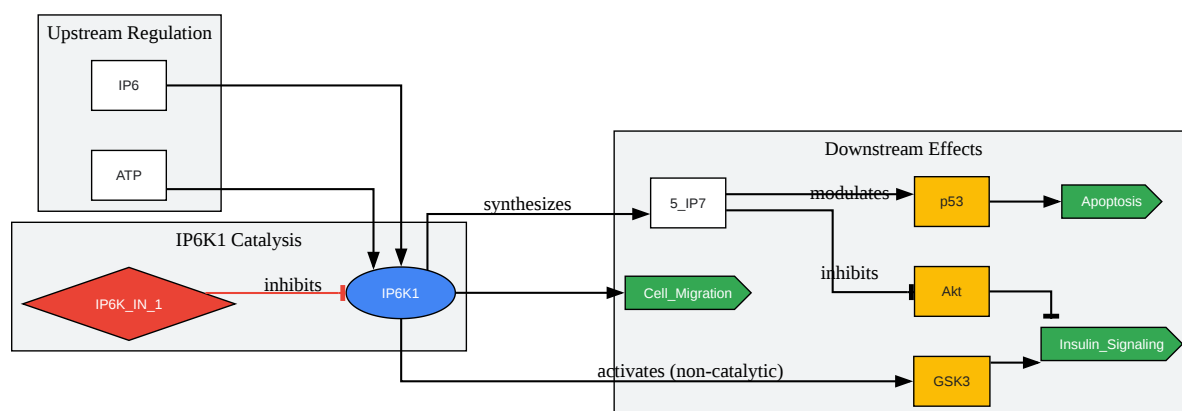 Upstream Regulation
IP6
ATP
IP6K1 Catalysis
IP6K_IN_1
inhibits
IP6K1
synthesizes
activates (non-catalytic)
Downstream Effects
5_IP7
modulates
p53
Apoptosis
inhibits
Akt
Cell_Migration
Insulin_Signaling
GSK3